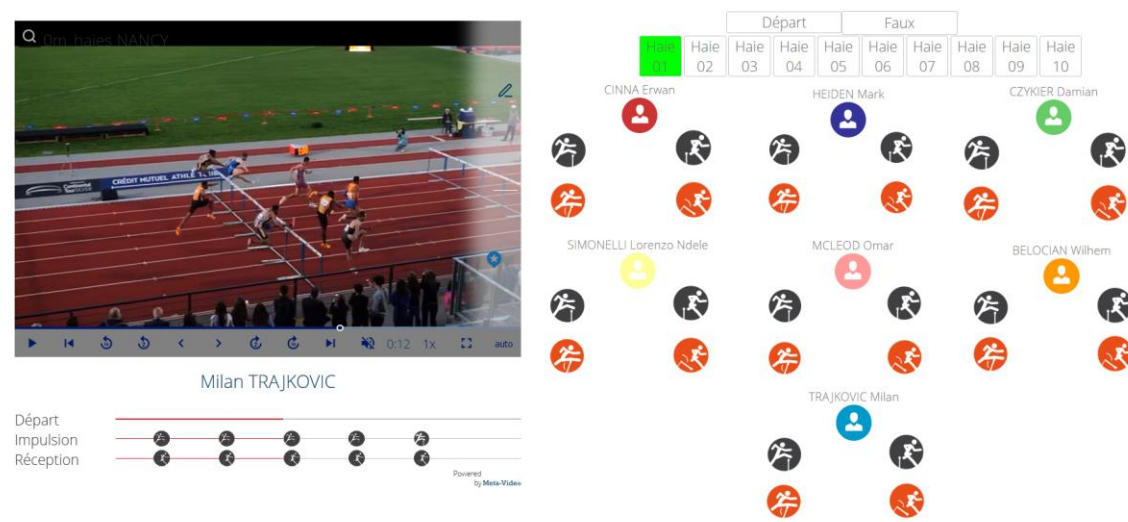 0m haies NANCY
Continental
CRÉDIT MUTUEL ATHLÉ
0:12 1x auto
Milan TRAJKOVIC
Départ
Impulsion
Réception
Powered
by Meta-Video
Départ Faux
Haie 01
Haie 02
Haie 03
Haie 04
Haie 05
Haie 06
Haie 07
Haie 08
Haie 09
Haie 10
CINNA Erwan
HEIDEN Mark
CZYKIER Damian
SIMONELLI Lorenzo Ndele
MCLEOD Omar
BELOCIAN Wilhem
TRAJKOVIC Milan